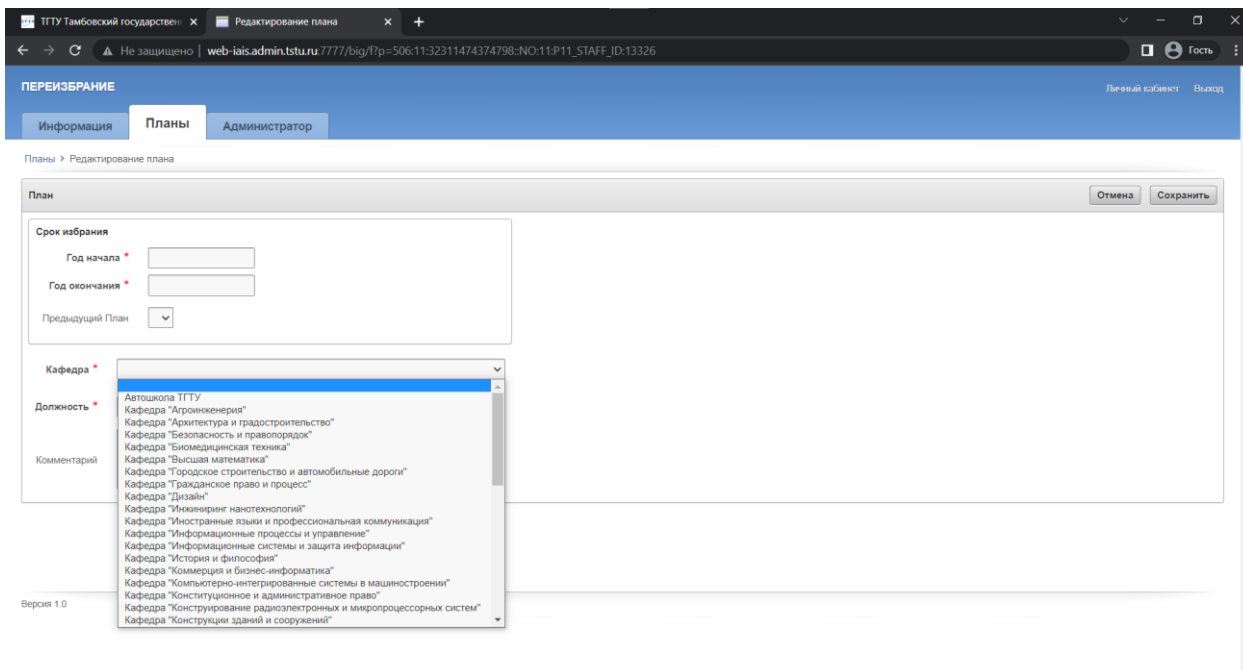 ТГТУ Тамбовский государствен
Редактирование плана
Не защищено | web-iais.admin.tstu.ru:7777/big/f?p=506:11:32311474374798::NO:11:P11_STAFF_ID:13326
Гость
ПЕРЕИЗБРАНИЕ
Личный кабинет Выход
Информация Планы Администратор
Планы > Редактирование плана
План
Отмена Сохранить
Срок избрания
Год начала *
Год окончания *
Предыдущий План
Кафедра *
Должность *
Комментарий
Автошкола ТГТУ
Кафедра "Агроинженерия"
Кафедра "Архитектура и градостроительство"
Кафедра "Безопасность и правопорядок"
Кафедра "Биомедицинская техника"
Кафедра "Высшая математика"
Кафедра "Городское строительство и автомобильные дороги"
Кафедра "Гражданское право и процесс"
Кафедра "Дизайн"
Кафедра "Инжиниринг нанотехнологий"
Кафедра "Иностранные языки и профессиональная коммуникация"
Кафедра "Информационные процессы и управление"
Кафедра "Информационные системы и защита информации"
Кафедра "История и философия"
Кафедра "Коммерция и бизнес-информатика"
Кафедра "Компьютерно-интегрированные системы в машиностроении"
Кафедра "Конституционное и административное право"
Кафедра "Конструирование радиоэлектронных и микропроцессорных систем"
Кафедра "Конструкции зданий и сооружений"
Версия 1.0